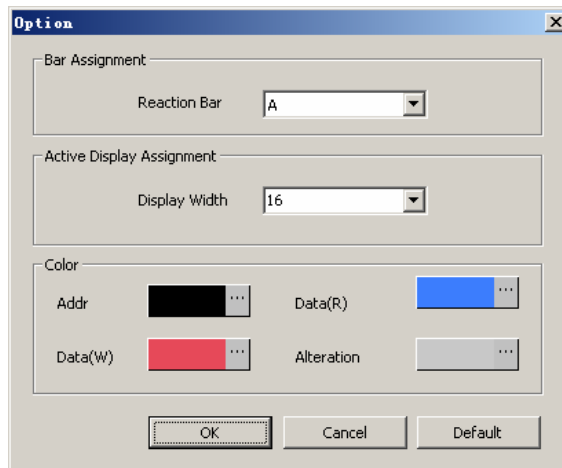 Option
Bar Assignment
Reaction Bar A
Active Display Assignment
Display Width 16
Color
Addr ... Data(R) ...
Data(W) ... Alteration ...
OK Cancel Default